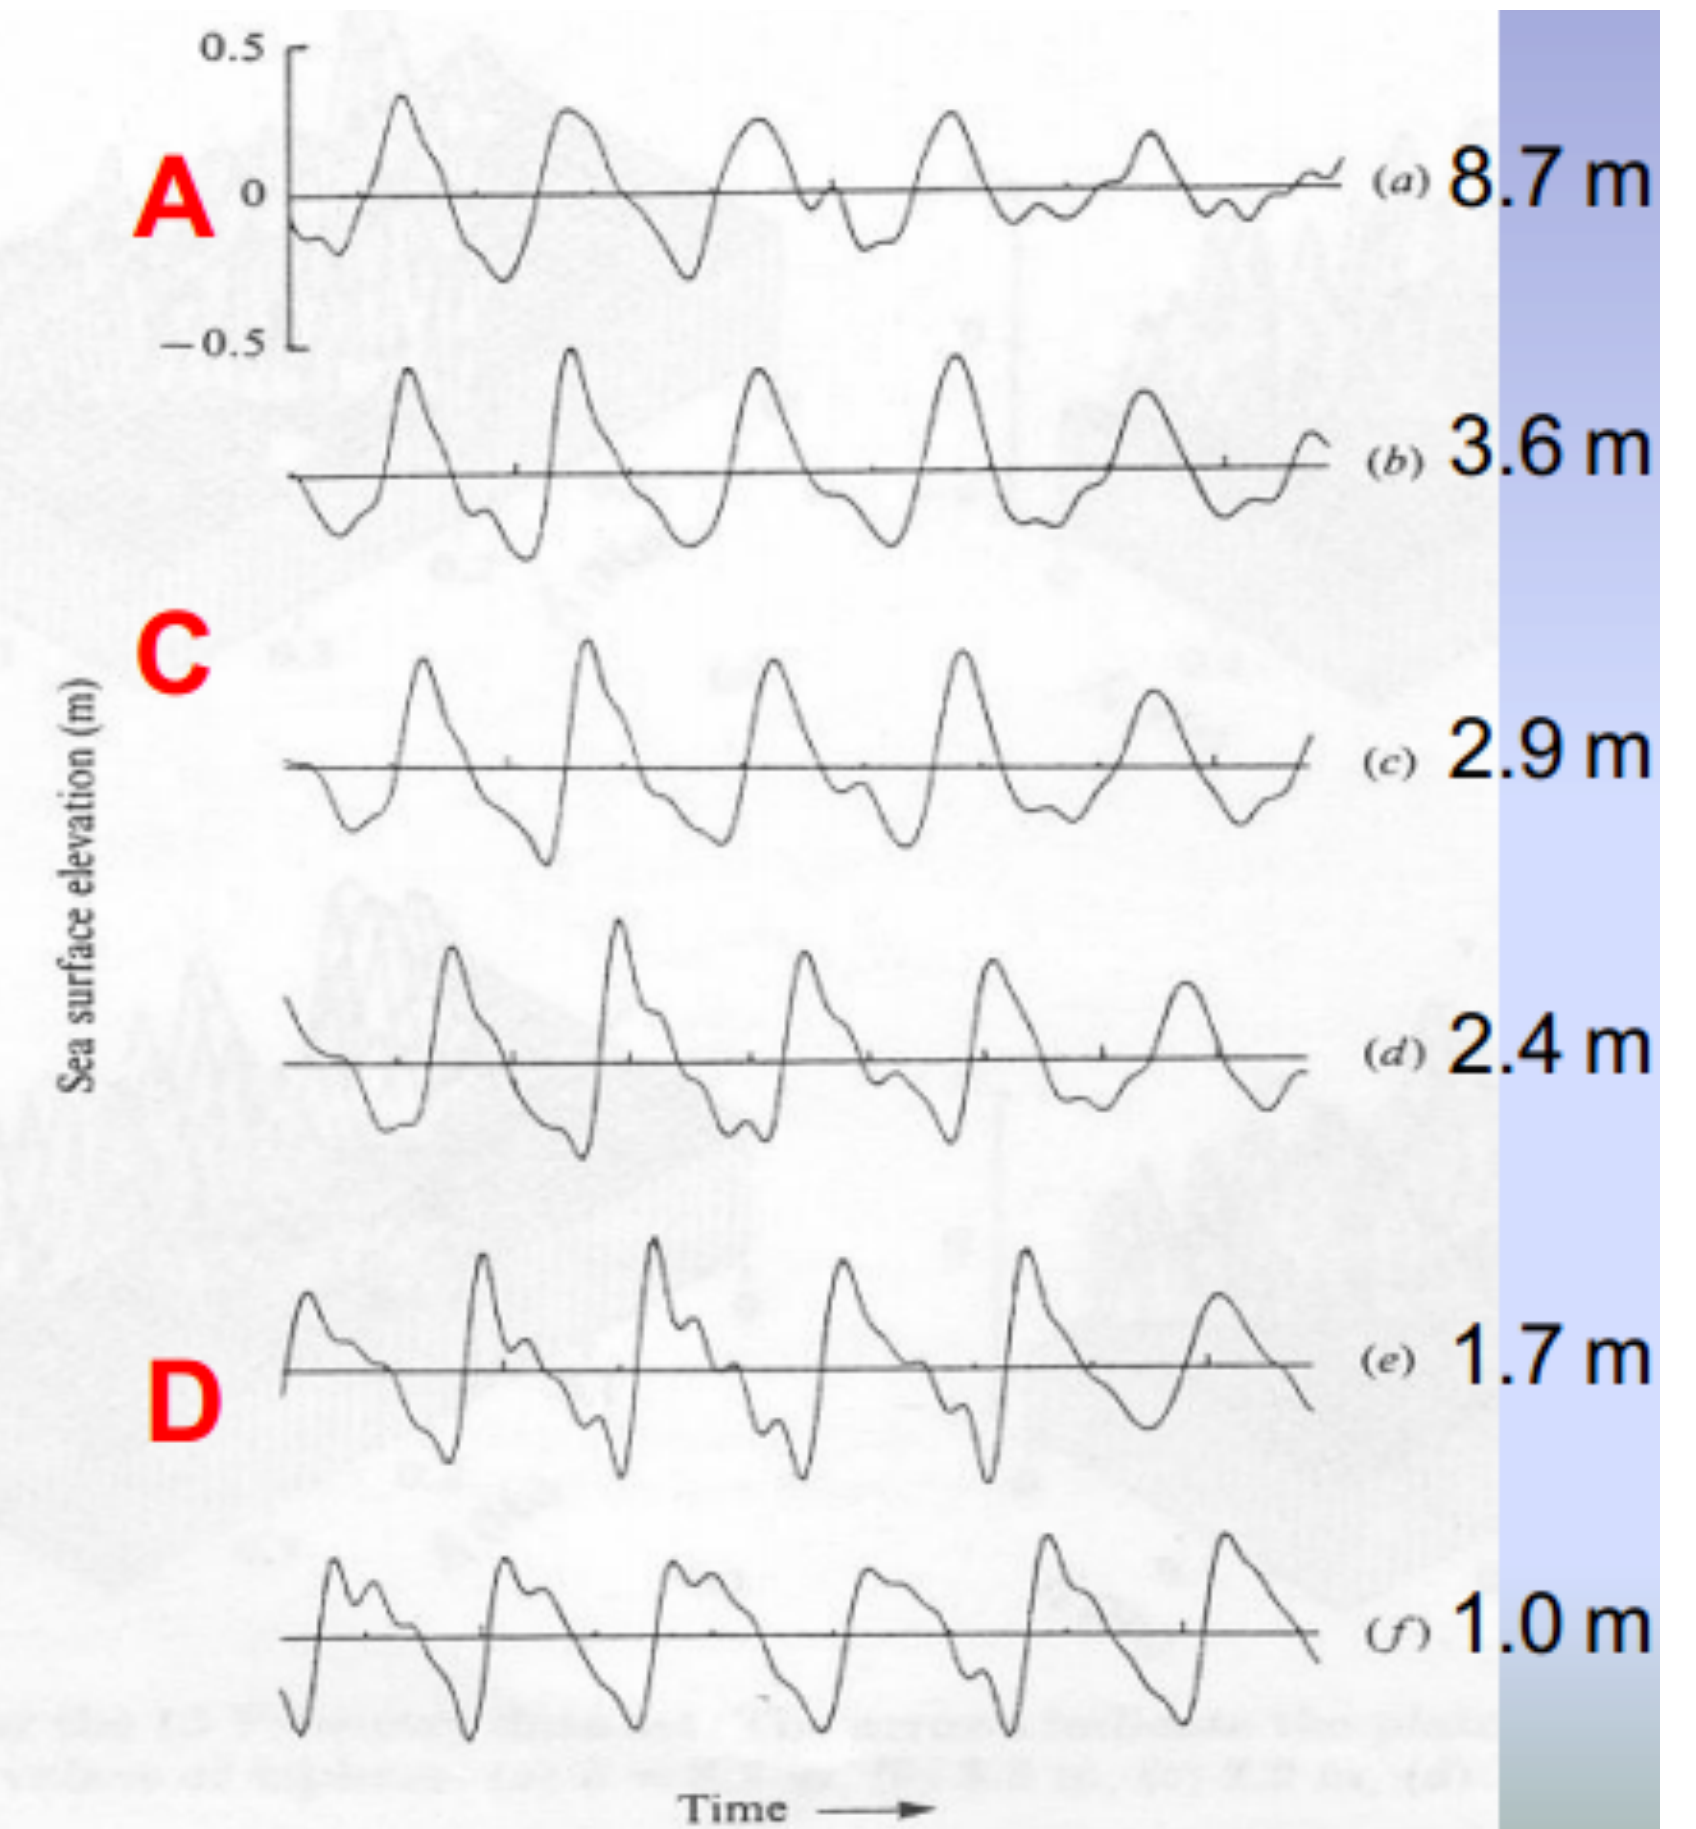 0.5
A
0
(a) 8.7 m
−0.5
(b) 3.6 m
C
Sea surface elevation (m)
(c) 2.9 m
(d) 2.4 m
D
(e) 1.7 m
(f) 1.0 m
Time